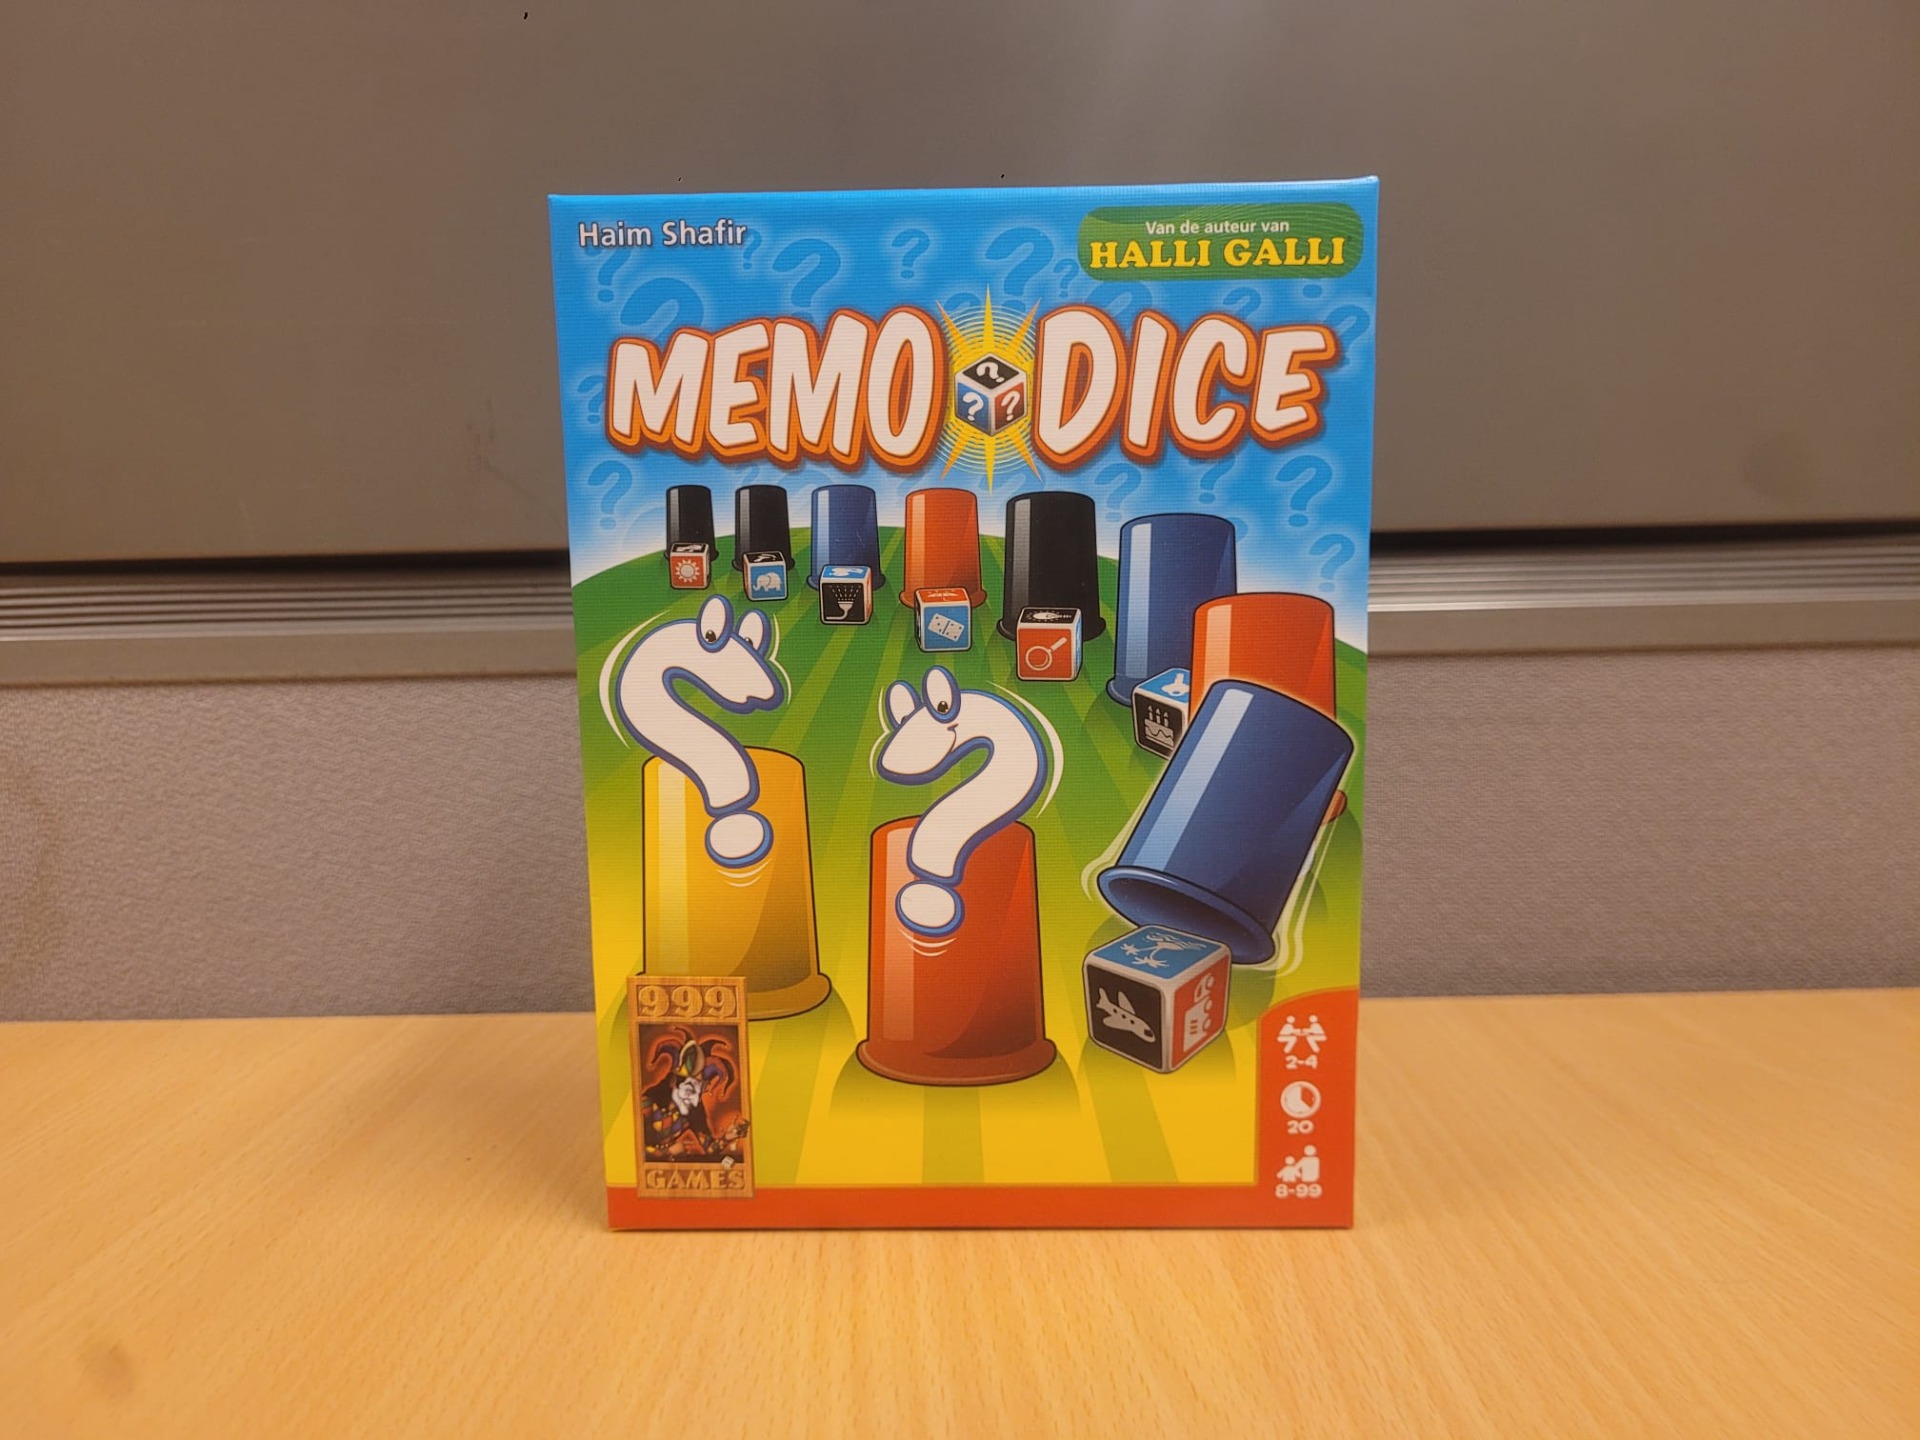 Haim Shafir
Van de auteur van
HALLI GALLI
MEMO DICE
999
GAMES
2-4
20
8-99